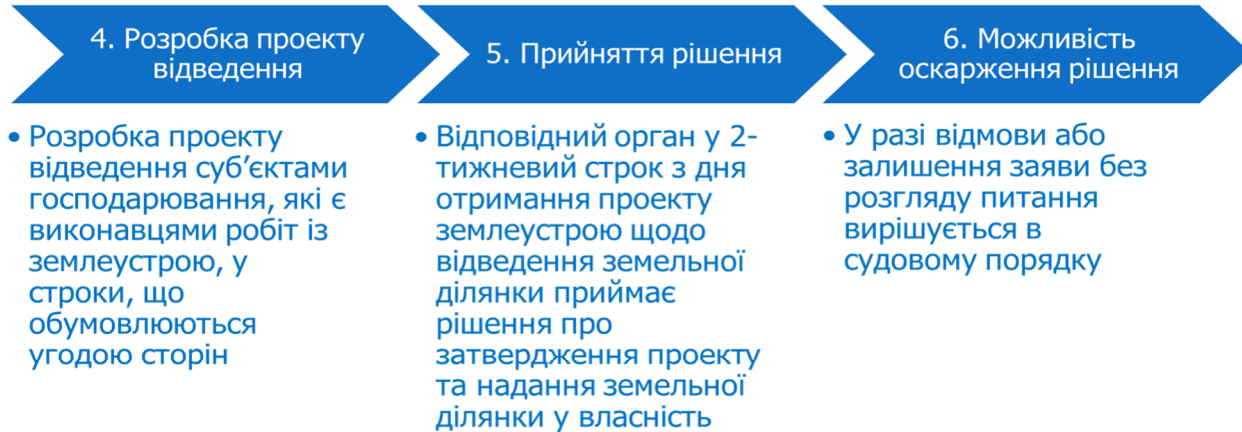 4. Розробка проекту
відведення
5. Прийняття рішення
6. Можливість
оскарження рішення
• Розробка проекту
відведення суб’єктами
господарювання, які є
виконавцями робіт із
землеустрою, у
строки, що
обумовлюються
угодою сторін
• Відповідний орган у 2-
тижневий строк з дня
отримання проекту
землеустрою щодо
відведення земельної
ділянки приймає
рішення про
затвердження проекту
та надання земельної
ділянки у власність
• У разі відмови або
залишення заяви без
розгляду питання
вирішується в
судовому порядку